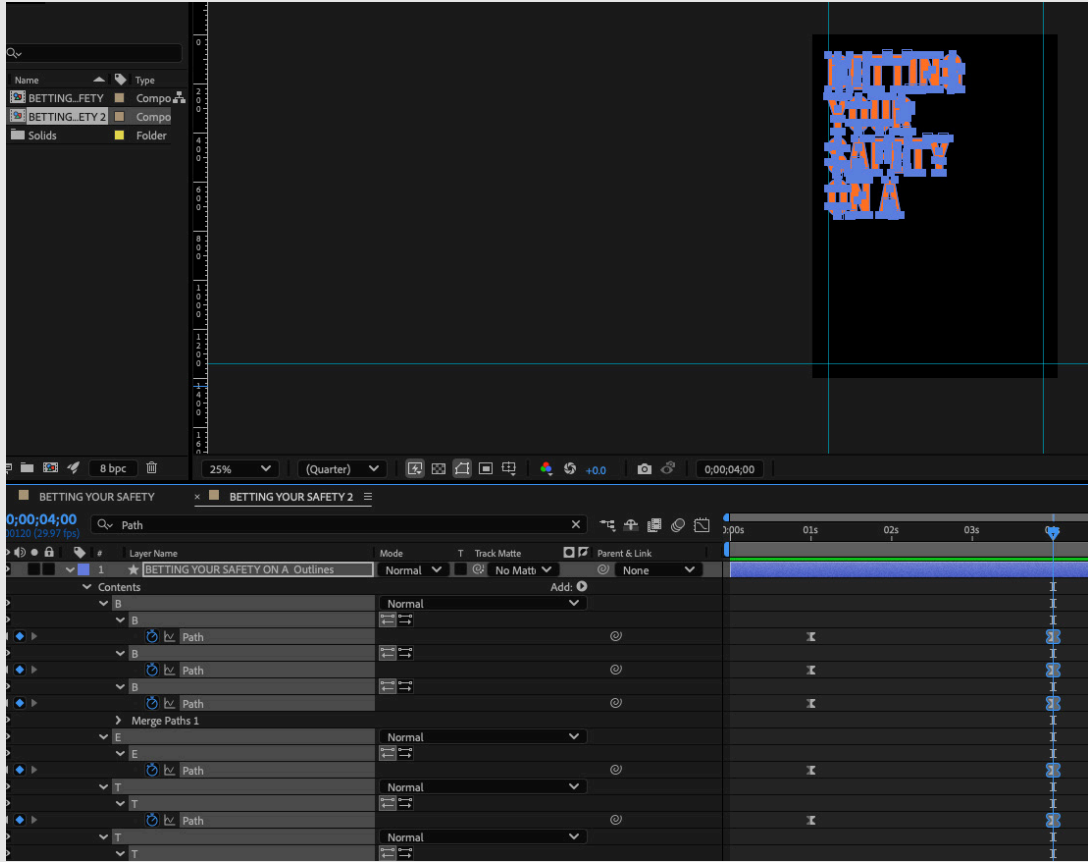 Name Type
BETTING...FETY Compo
BETTING...ETY 2 Compo
Solids Folder
8 bpc
25% (Quarter) +0.0 0;00;04;00
BETTING YOUR SAFETY × BETTING YOUR SAFETY 2
0;00;04;00 Path
00120 (29.97 fps)
0:00s 01s 02s 03s 04s
# Layer Name Mode T Track Matte Parent & Link
1 BETTING YOUR SAFETY ON A Outlines Normal No Matt None
Contents Add:
B Normal
B
Path
B
Path
B
Path
Merge Paths 1
E Normal
E
Path
T Normal
T
Path
T Normal
T